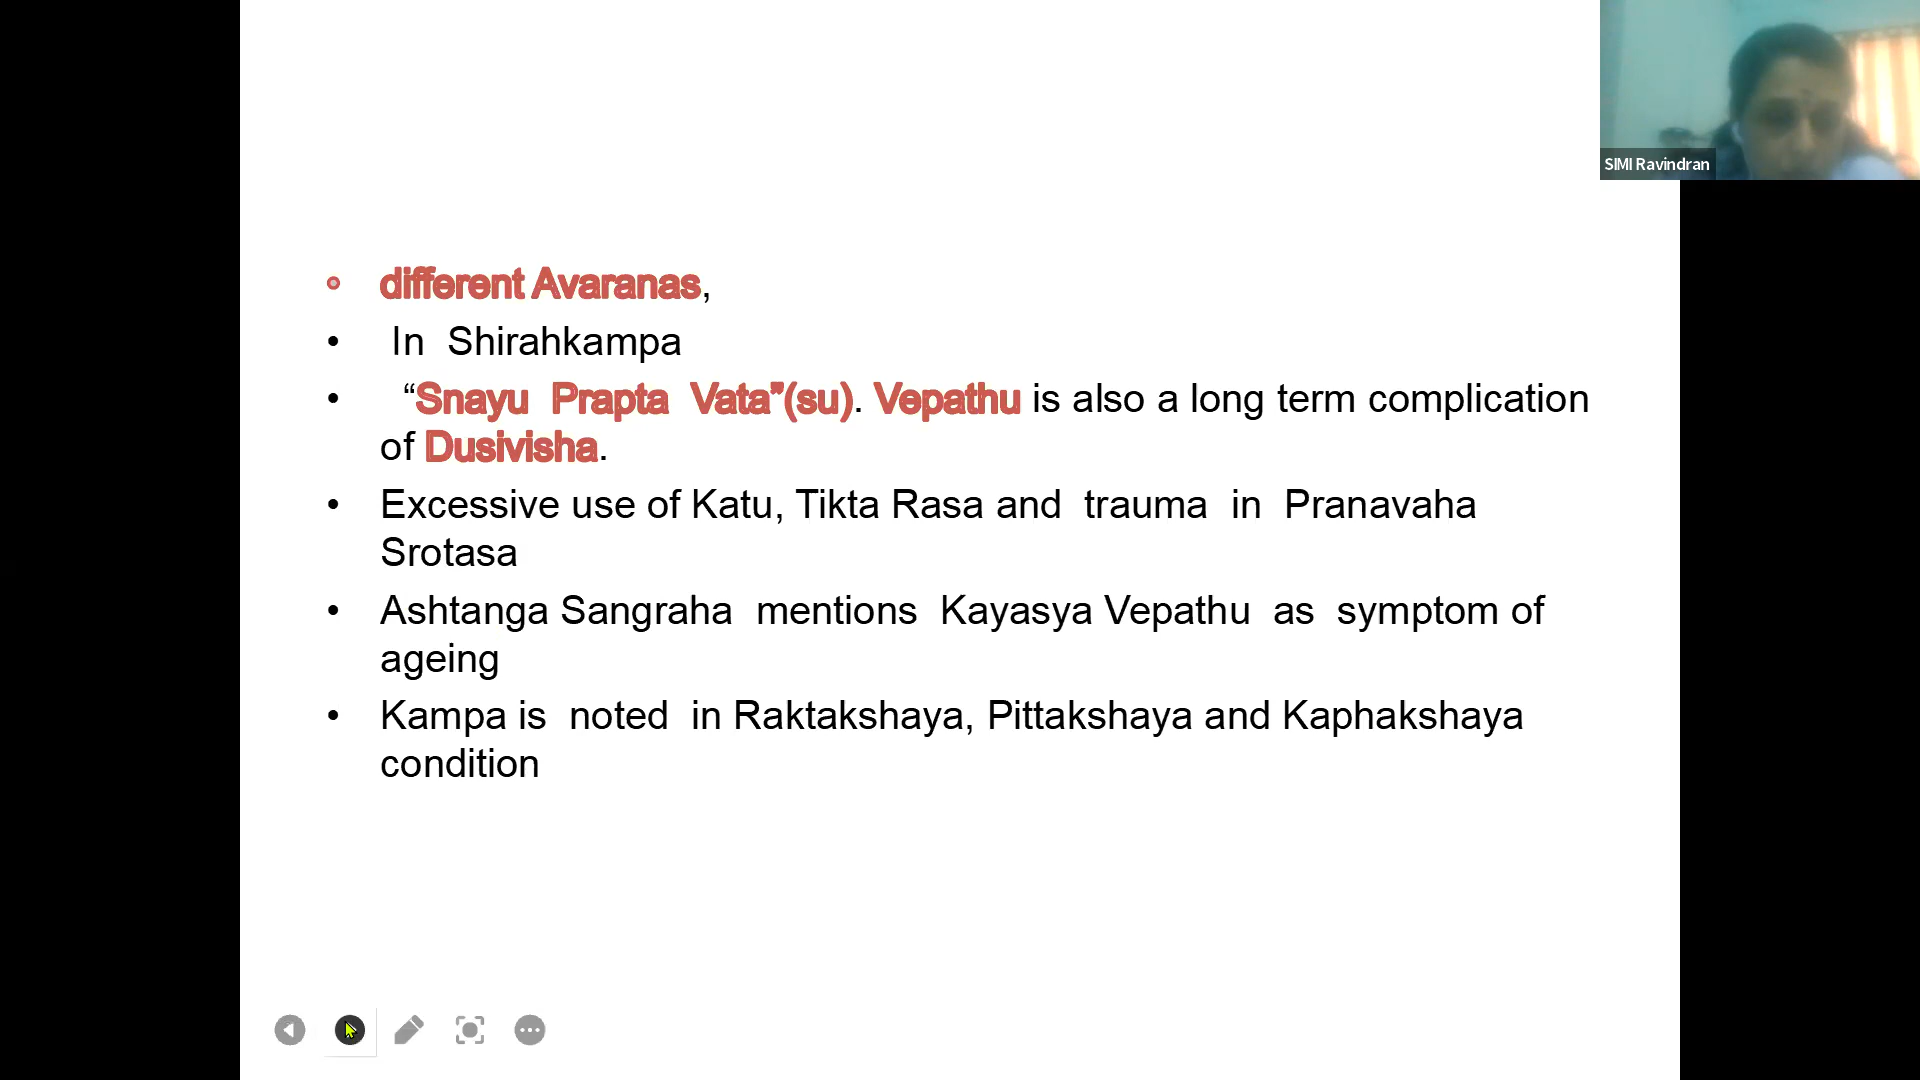 SIMI Ravindran
• different Avaranas,
• In Shirahkampa
• “Snayu Prapta Vata”(su). Vepathu is also a long term complication
of Dusivisha.
• Excessive use of Katu, Tikta Rasa and trauma in Pranavaha
Srotasa
• Ashtanga Sangraha mentions Kayasya Vepathu as symptom of
ageing
• Kampa is noted in Raktakshaya, Pittakshaya and Kaphakshaya
condition